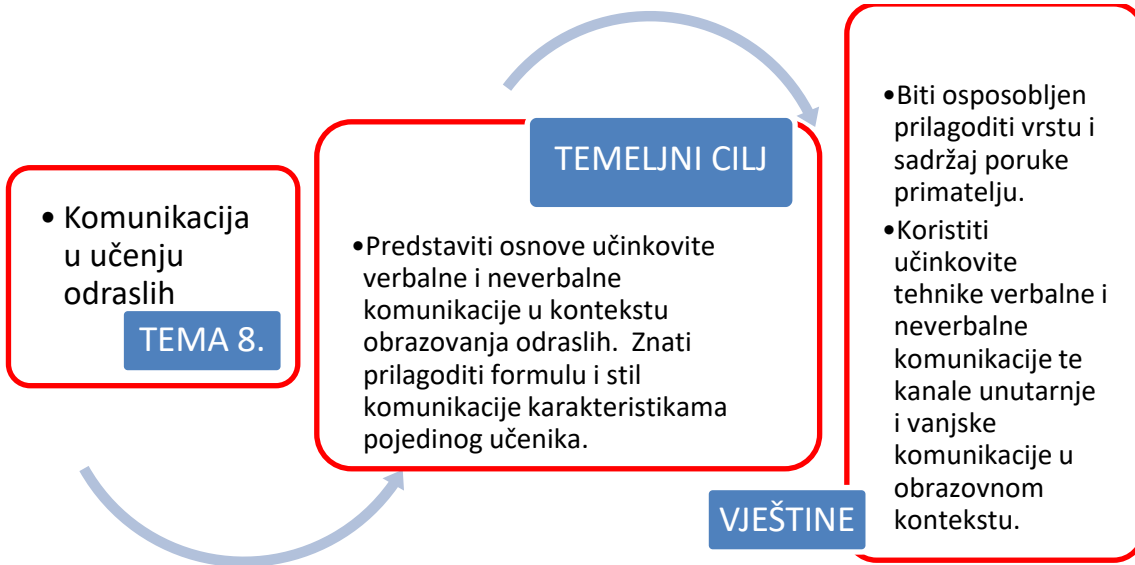 • Komunikacija
u učenju
odraslih
TEMA 8.
TEMELJNI CILJ
•Predstaviti osnove učinkovite
verbalne i neverbalne
komunikacije u kontekstu
obrazovanja odraslih.  Znati
prilagoditi formulu i stil
komunikacije karakteristikama
pojedinog učenika.
VJEŠTINE
•Biti osposobljen
prilagoditi vrstu i
sadržaj poruke
primatelju.
•Koristiti
učinkovite
tehnike verbalne i
neverbalne
komunikacije te
kanale unutarnje
i vanjske
komunikacije u
obrazovnom
kontekstu.